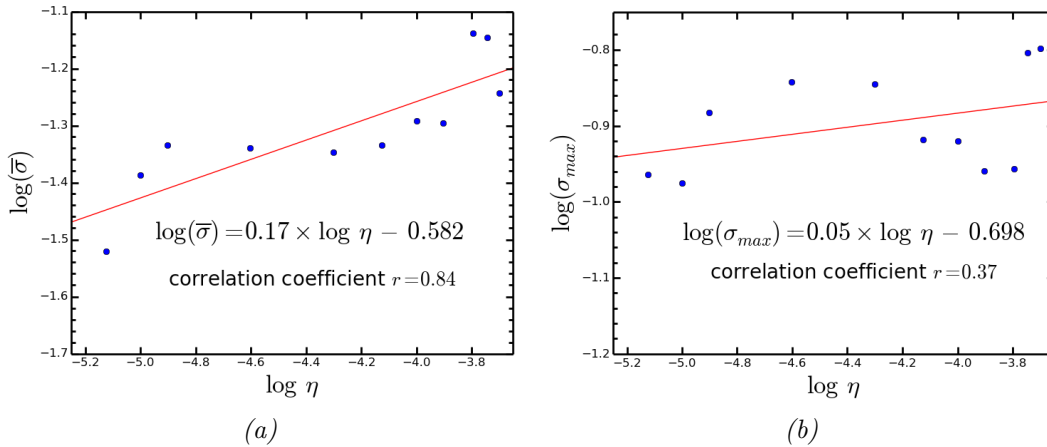 −1.1
−1.2
−1.3
−1.4
−1.5
−1.6
−1.7
log(σ̅)
log(σ̅) = 0.17 × log η − 0.582
correlation coefficient r = 0.84
−5.2 −5.0 −4.8 −4.6 −4.4 −4.2 −4.0 −3.8
log η
(a)
−0.8
−0.9
−1.0
−1.1
−1.2
log(σ_max)
log(σ_max) = 0.05 × log η − 0.698
correlation coefficient r = 0.37
−5.2 −5.0 −4.8 −4.6 −4.4 −4.2 −4.0 −3.8
log η
(b)